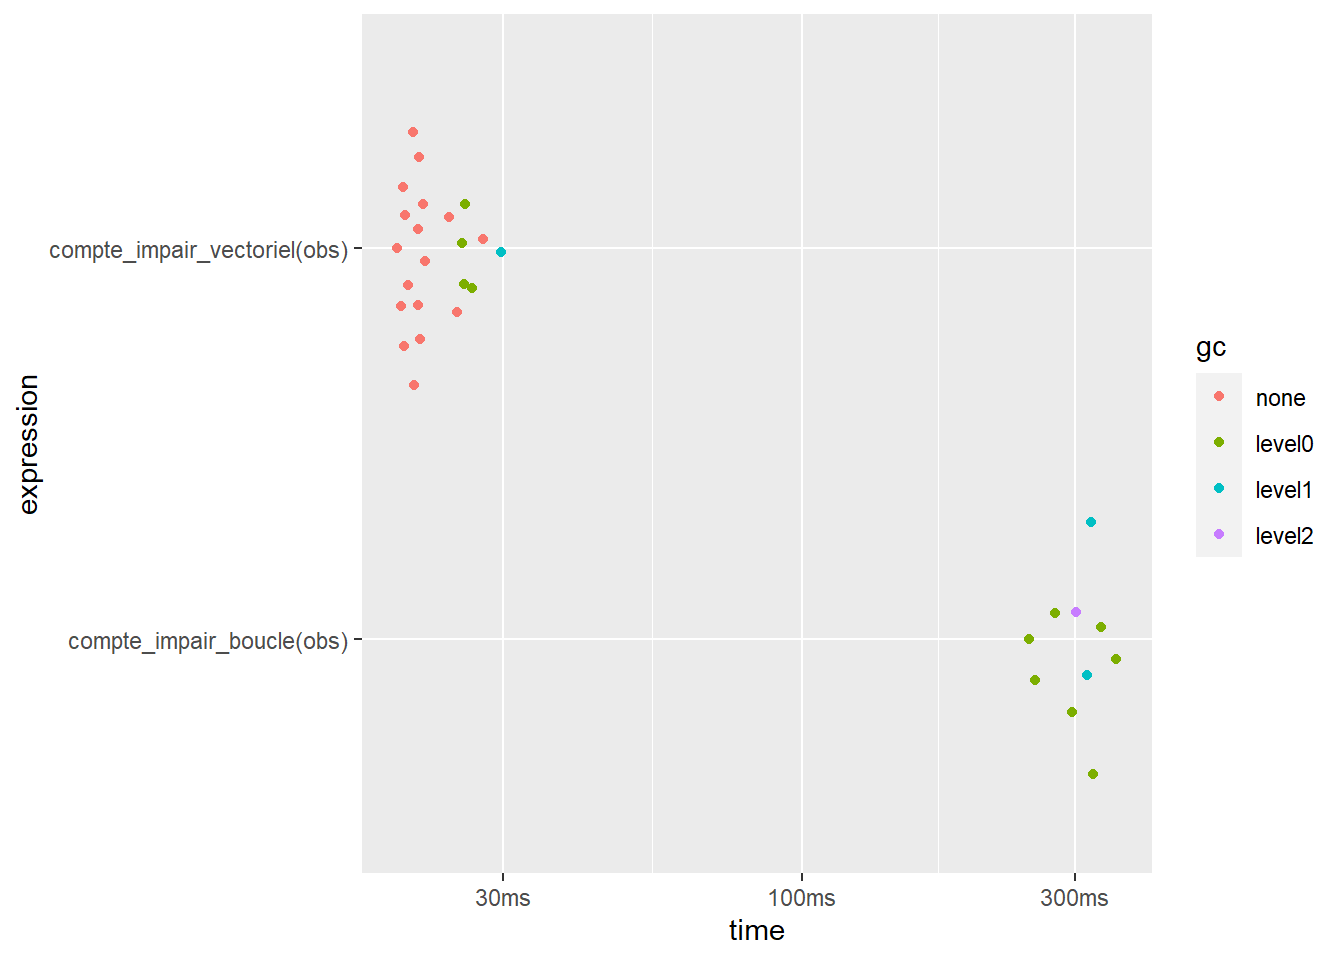 compte_impair_vectoriel(obs)
compte_impair_boucle(obs)
expression
30ms
100ms
300ms
time
gc
none
level0
level1
level2